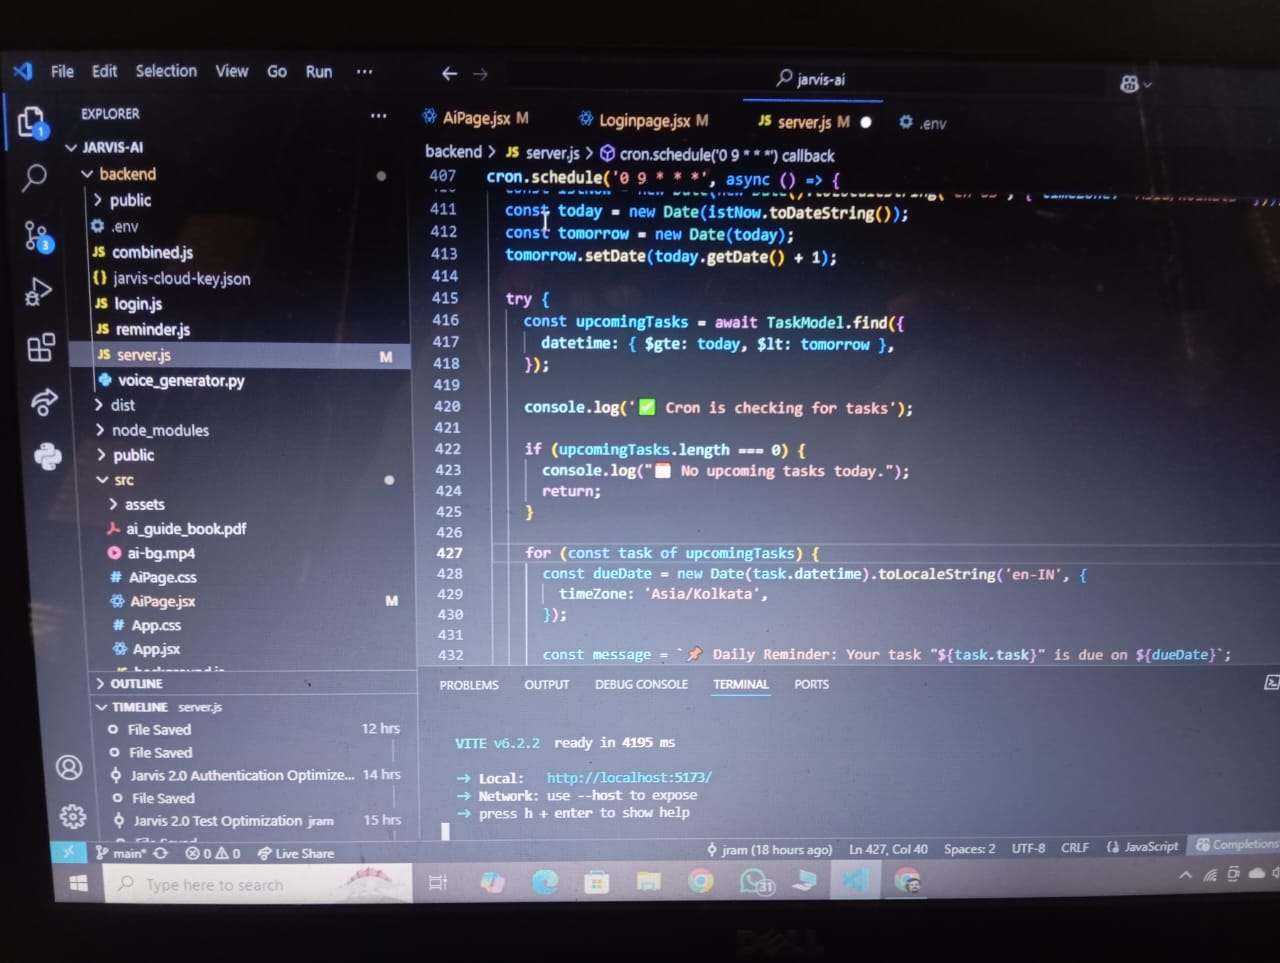 File Edit Selection View Go Run ···
jarvis-ai
EXPLORER ···
JARVIS-AI
backend
public
.env
JS combined.js
{} jarvis-cloud-key.json
JS login.js
JS reminder.js
JS server.js M
voice_generator.py
dist
node_modules
public
src
assets
ai_guide_book.pdf
ai-bg.mp4
# AiPage.css
AiPage.jsx M
# App.css
App.jsx
OUTLINE
TIMELINE server.js
File Saved 12 hrs
File Saved
Jarvis 2.0 Authentication Optimize... 14 hrs
File Saved
Jarvis 2.0 Test Optimization jram 15 hrs
File Saved
AiPage.jsx M Loginpage.jsx M JS server.js M .env
backend > JS server.js > cron.schedule('0 9 * * *') callback
407 cron.schedule('0 9 * * *', async () => {
411 const today = new Date(istNow.toDateString());
412 const tomorrow = new Date(today);
413 tomorrow.setDate(today.getDate() + 1);
414
415 try {
416 const upcomingTasks = await TaskModel.find({
417 datetime: { $gte: today, $lt: tomorrow },
418 });
419
420 console.log('✅ Cron is checking for tasks');
421
422 if (upcomingTasks.length === 0) {
423 console.log("🗓️ No upcoming tasks today.");
424 return;
425 }
426
427 for (const task of upcomingTasks) {
428 const dueDate = new Date(task.datetime).toLocaleString('en-IN', {
429 timeZone: 'Asia/Kolkata',
430 });
431
432 const message = `📌 Daily Reminder: Your task "${task.task}" is due on ${dueDate}`;
PROBLEMS OUTPUT DEBUG CONSOLE TERMINAL PORTS
VITE v6.2.2 ready in 4195 ms
→ Local: http://localhost:5173/
→ Network: use --host to expose
→ press h + enter to show help
main* 0 0 Live Share jram (18 hours ago) Ln 427, Col 40 Spaces: 2 UTF-8 CRLF {} JavaScript Completions
Type here to search 31
DELL